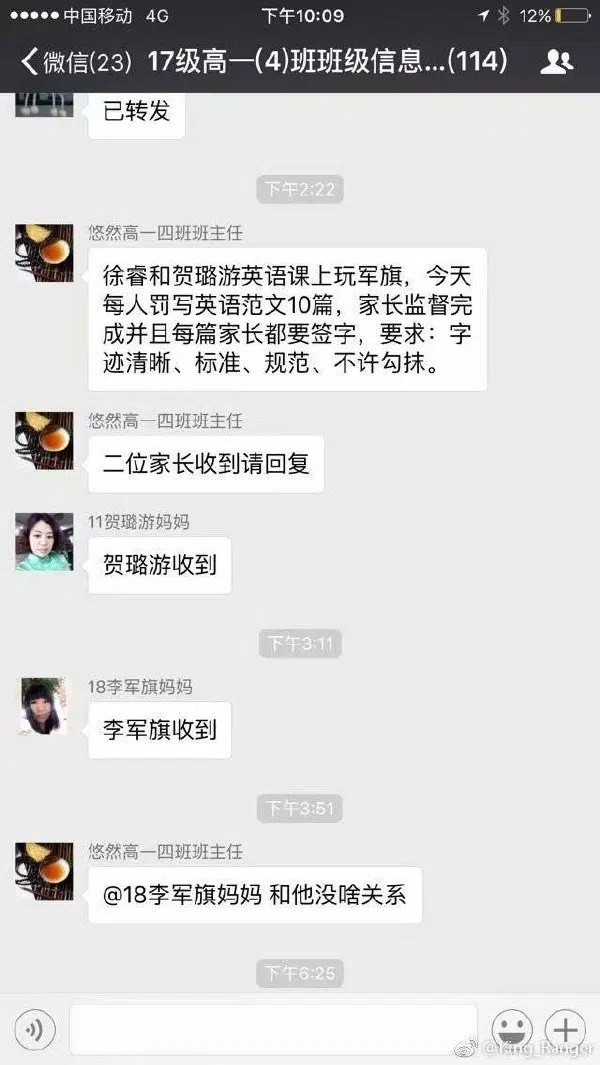 中国移动 4G 下午10:09 12%
微信(23) 17级高一(4)班班级信息...(114)
已转发
下午2:22
悠然高一四班班主任
徐睿和贺璐游英语课上玩军旗，今天
每人罚写英语范文10篇，家长监督完
成并且每篇家长都要签字，要求：字
迹清晰、标准、规范、不许勾抹。
悠然高一四班班主任
二位家长收到请回复
11贺璐游妈妈
贺璐游收到
下午3:11
18李军旗妈妈
李军旗收到
下午3:51
悠然高一四班班主任
@18李军旗妈妈 和他没啥关系
下午6:25
@King_Ranger